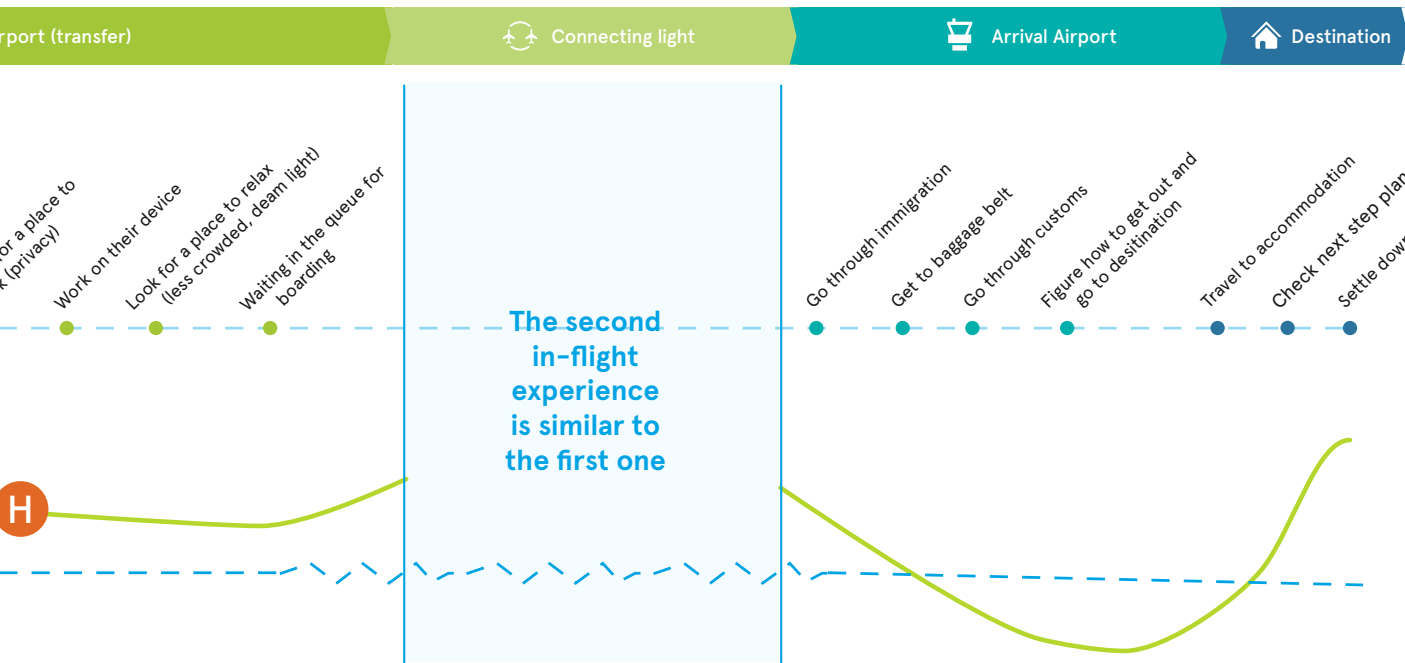 rport (transfer)
Connecting light
Arrival Airport
Destination
or a place to
k (privacy)
Work on their device
Look for a place to relax
(less crowded, deam light)
Waiting in the queue for
boarding
Go through immigration
Get to baggage belt
Go through customs
Figure how to get out and
go to desitination
Travel to accommodation
Check next step plan
Settle down
The second
in-flight
experience
is similar to
the first one
H